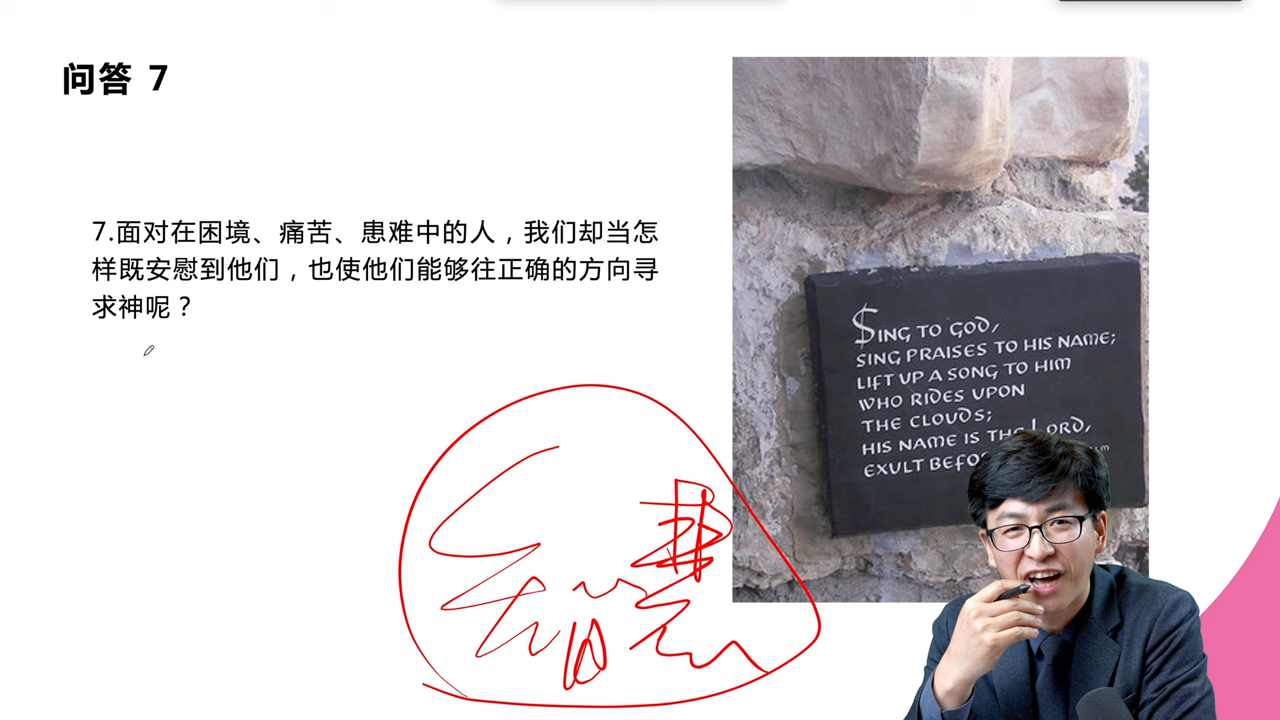 问答 7
7.面对在困境、痛苦、患难中的人，我们却当怎
样既安慰到他们，也使他们能够往正确的方向寻
求神呢？
SING TO GOD,
SING PRAISES TO HIS NAME;
LIFT UP A SONG TO HIM
WHO RIDES UPON
THE CLOUDS;
HIS NAME IS THE LORD,
EXULT
智慧